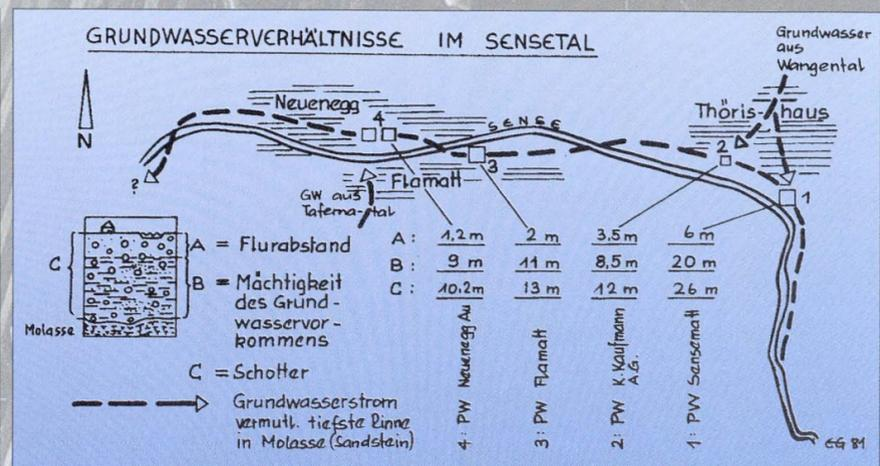 GRUNDWASSERVERHÄLTNISSE IM SENSETAL
Grundwasser
aus
Wangental
Thöris-haus
Neuenegg
N
SENSE
4
3
2
1
?
Flamatt
GW aus
Taferna-tal
A
C
Molasse
A = Flurabstand
B = Mächtigkeit
des Grund-
wasservor-
kommens
C = Schotter
Grundwasserstrom
vermutl. tiefste Rinne
in Molasse (Sandstein)
A: 1,2m 2 m 3,5 m 6 m
B: 9 m 11 m 8,5 m 20 m
C: 10.2m 13 m 12 m 26 m
4: PW Neuenegg Au
3: PW Flamatt
2: PW K. Kaufmann
A.G.
1: PW Sensematt
EG 81